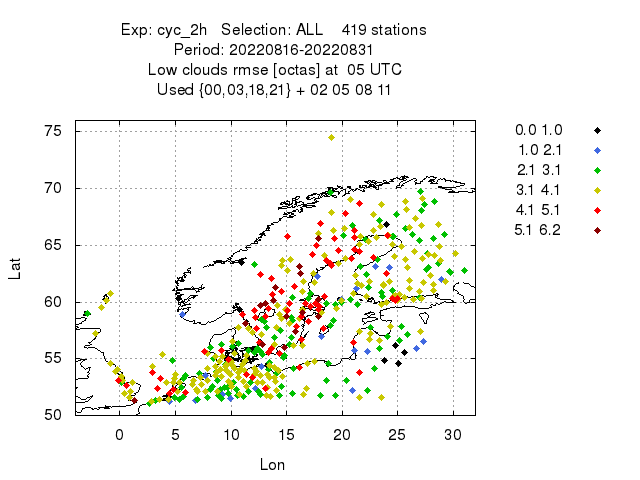 Exp: cyc_2h   Selection: ALL    419 stations
Period: 20220816-20220831
Low clouds rmse [octas] at  05 UTC
Used {00,03,18,21} + 02 05 08 11
0.0 1.0
1.0 2.1
2.1 3.1
3.1 4.1
4.1 5.1
5.1 6.2
75
70
65
60
55
50
Lat
0 5 10 15 20 25 30
Lon